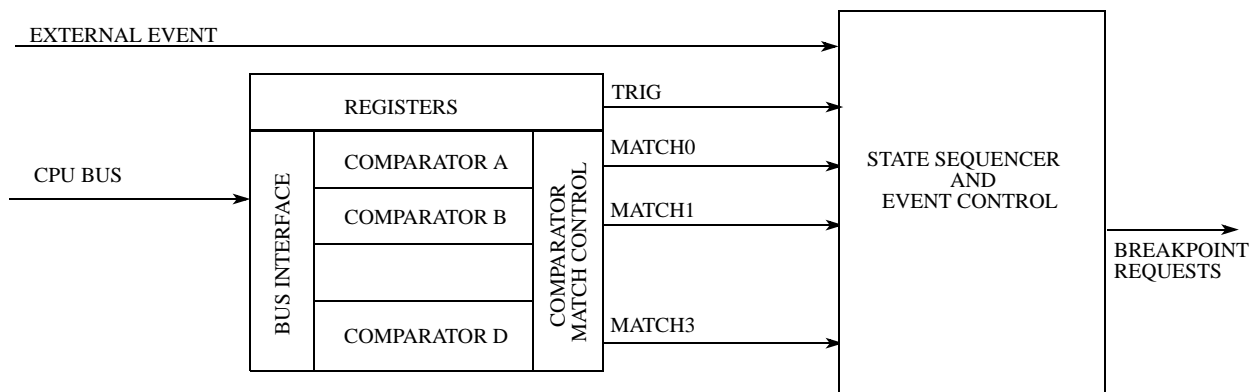 EXTERNAL EVENT
REGISTERS
TRIG
CPU BUS
BUS INTERFACE
COMPARATOR A
COMPARATOR B
COMPARATOR D
COMPARATOR
MATCH CONTROL
MATCH0
MATCH1
MATCH3
STATE SEQUENCER
AND
EVENT CONTROL
BREAKPOINT
REQUESTS